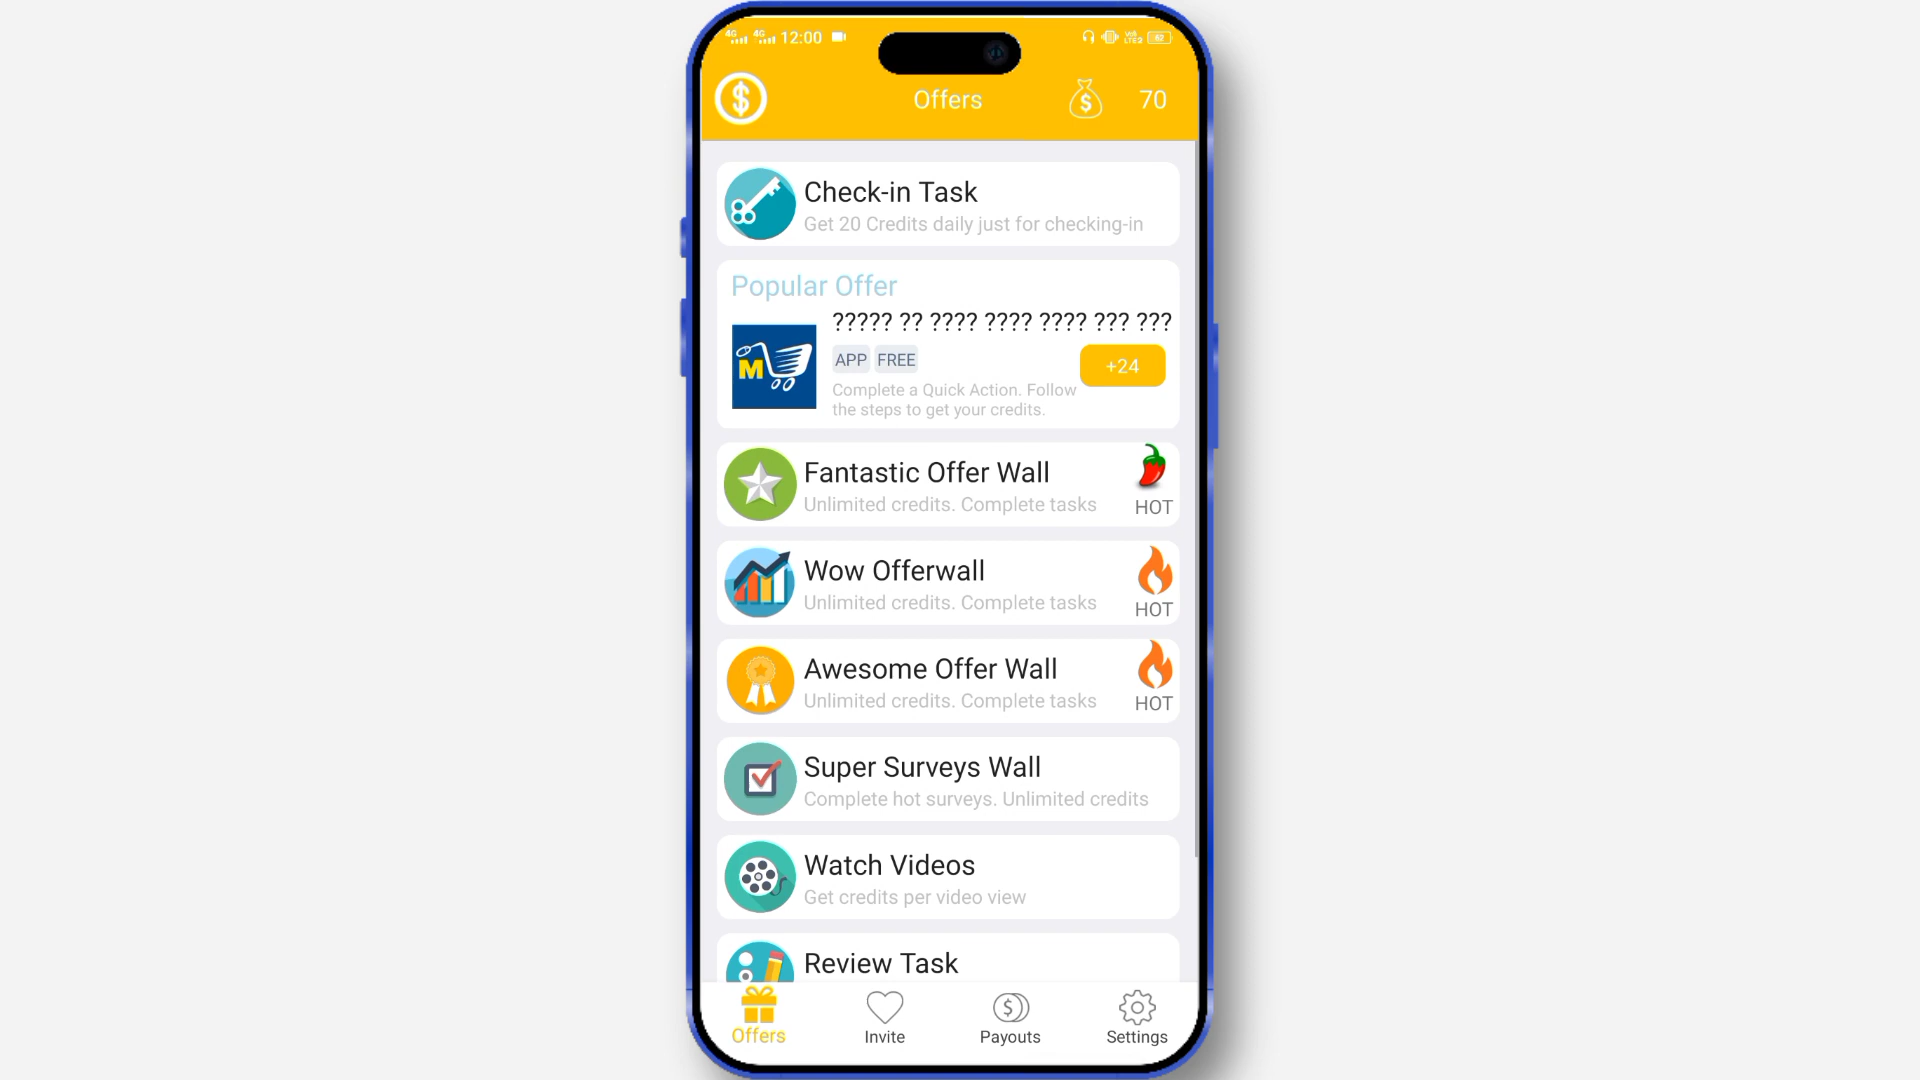 4G 4G 12:00 62
Offers 70
Check-in Task
Get 20 Credits daily just for checking-in
Popular Offer
????? ?? ???? ???? ???? ??? ???
M
APP FREE
+24
Complete a Quick Action. Follow
the steps to get your credits.
Fantastic Offer Wall
Unlimited credits. Complete tasks
HOT
Wow Offerwall
Unlimited credits. Complete tasks
HOT
Awesome Offer Wall
Unlimited credits. Complete tasks
HOT
Super Surveys Wall
Complete hot surveys. Unlimited credits
Watch Videos
Get credits per video view
Review Task
Offers Invite Payouts Settings